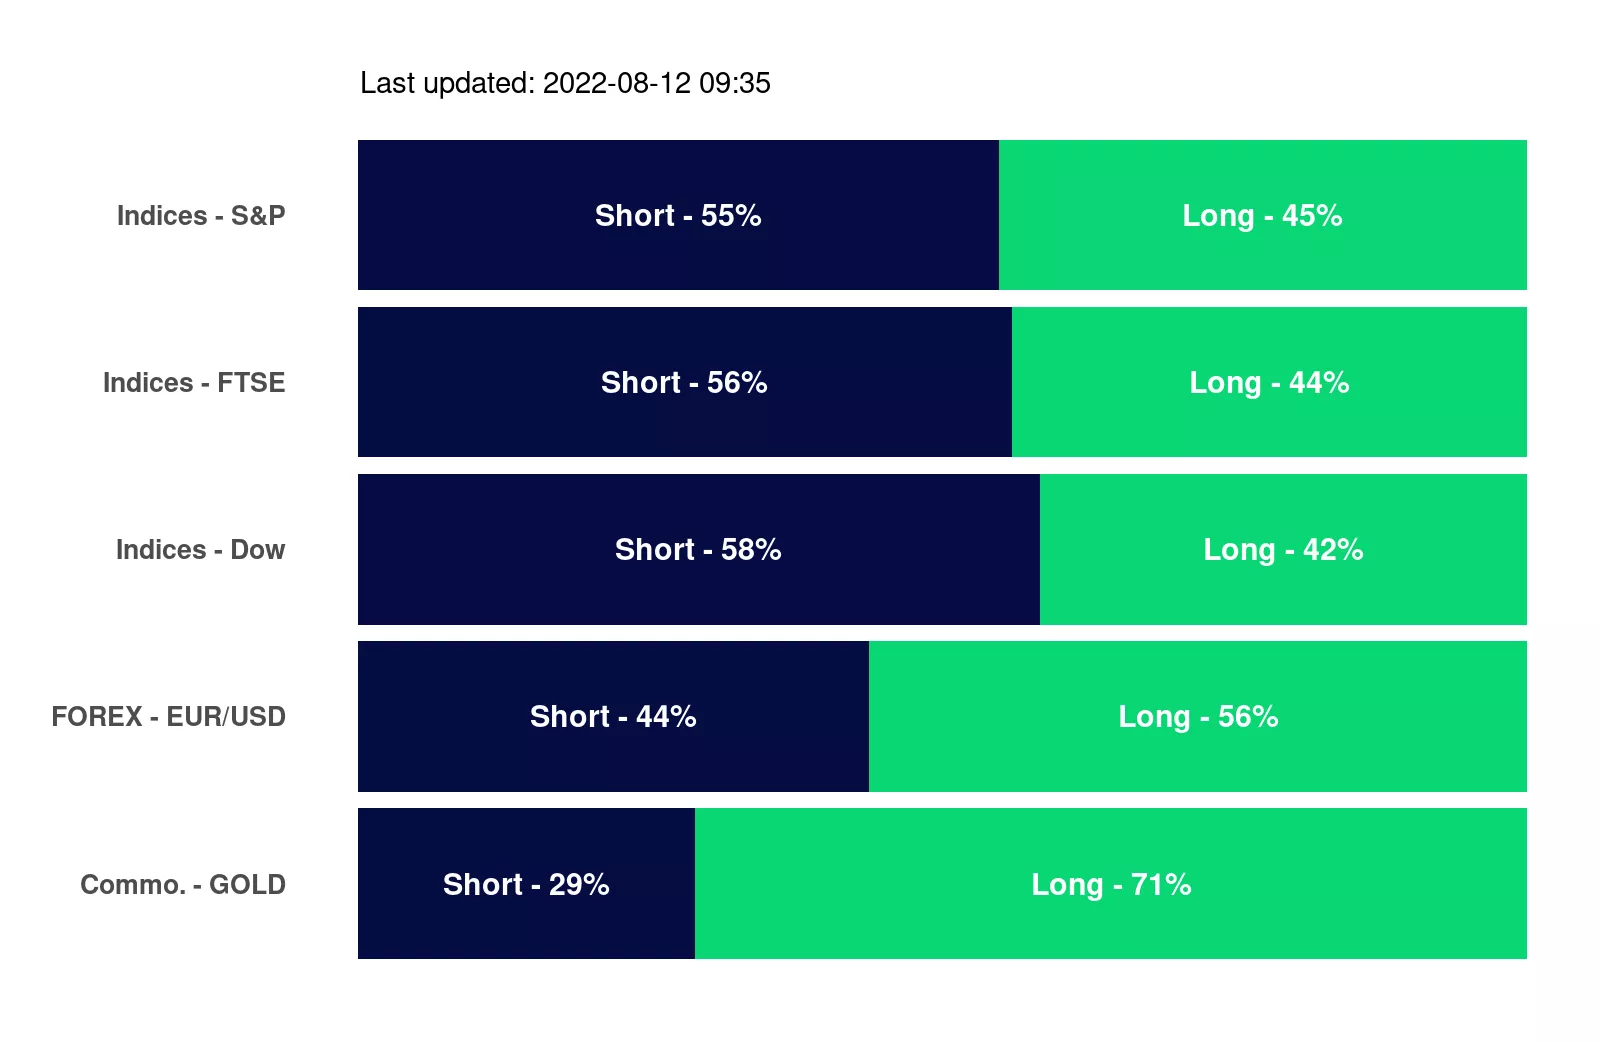 Last updated: 2022-08-12 09:35
Indices - S&P Short - 55% Long - 45%
Indices - FTSE Short - 56% Long - 44%
Indices - Dow Short - 58% Long - 42%
FOREX - EUR/USD Short - 44% Long - 56%
Commo. - GOLD Short - 29% Long - 71%